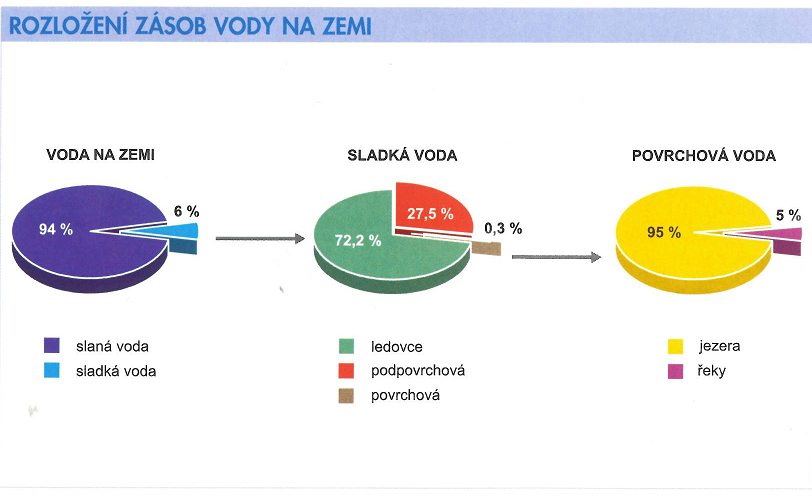 ROZLOŽENÍ ZÁSOB VODY NA ZEMI
VODA NA ZEMI
94 %
6 %
slaná voda
sladká voda
SLADKÁ VODA
27,5 %
72,2 %
0,3 %
ledovce
podpovrchová
povrchová
POVRCHOVÁ VODA
95 %
5 %
jezera
řeky